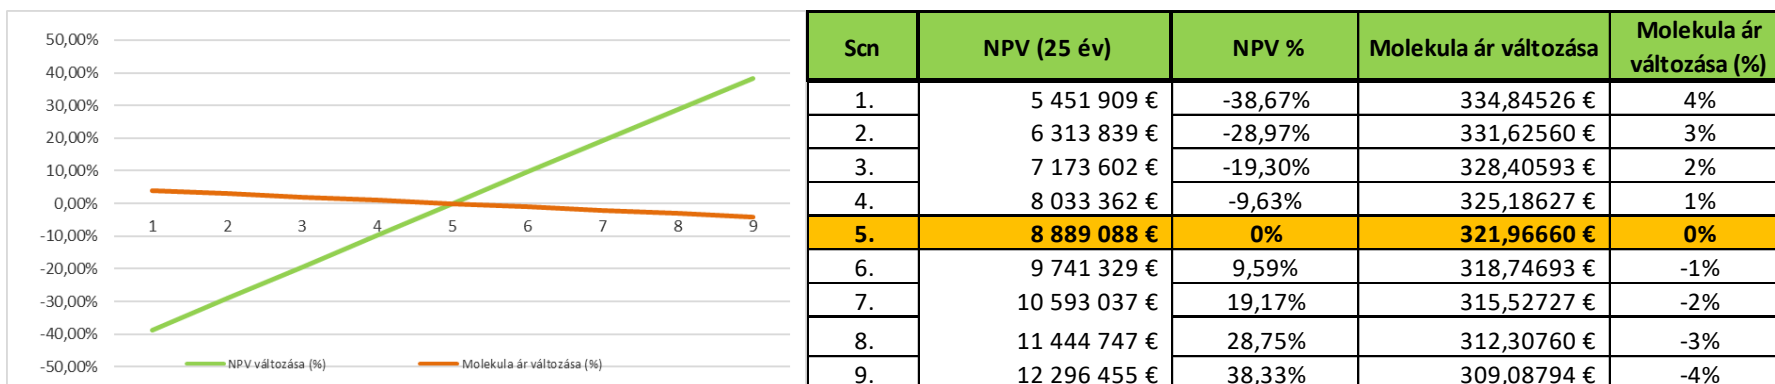 50,00%
40,00%
30,00%
20,00%
10,00%
0,00%
-10,00%
-20,00%
-30,00%
-40,00%
-50,00%
1 2 3 4 5 6 7 8 9
NPV változása (%) Molekula ár változása (%)
Scn NPV (25 év) NPV % Molekula ár változása Molekula ár változása (%)
1. 5 451 909 € -38,67% 334,84526 € 4%
2. 6 313 839 € -28,97% 331,62560 € 3%
3. 7 173 602 € -19,30% 328,40593 € 2%
4. 8 033 362 € -9,63% 325,18627 € 1%
5. 8 889 088 € 0% 321,96660 € 0%
6. 9 741 329 € 9,59% 318,74693 € -1%
7. 10 593 037 € 19,17% 315,52727 € -2%
8. 11 444 747 € 28,75% 312,30760 € -3%
9. 12 296 455 € 38,33% 309,08794 € -4%